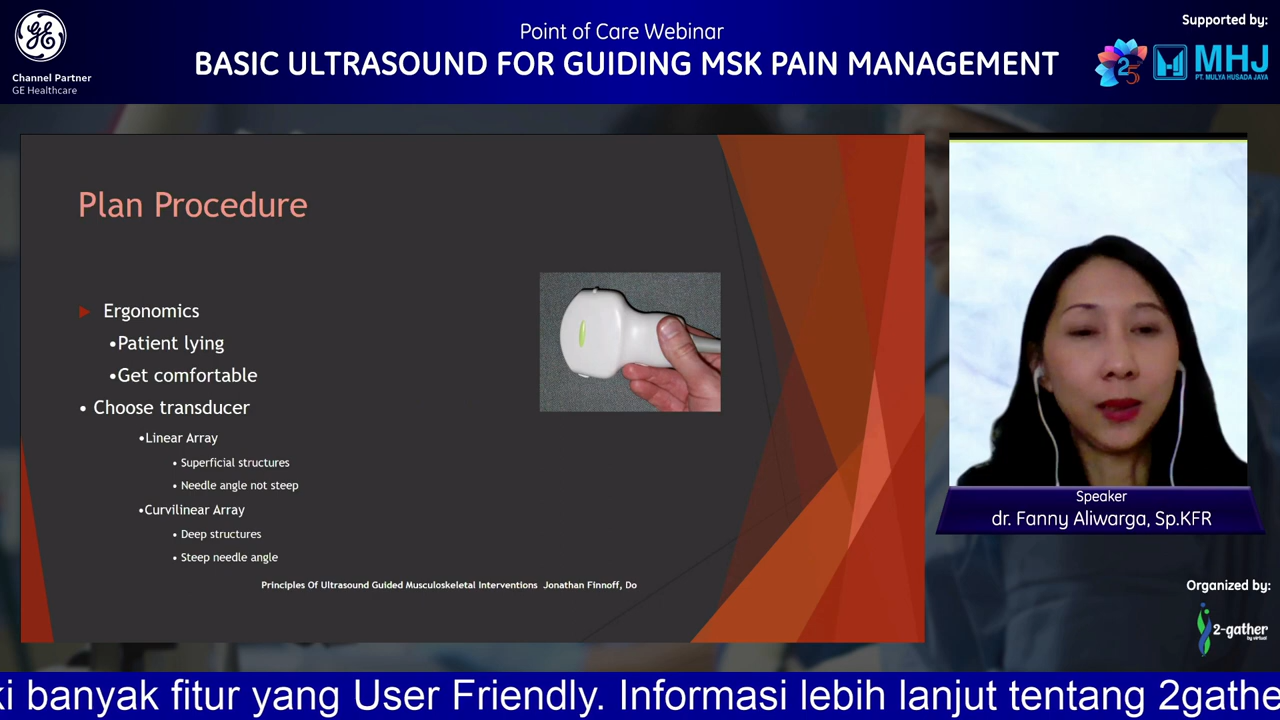 Point of Care Webinar
BASIC ULTRASOUND FOR GUIDING MSK PAIN MANAGEMENT
Channel Partner
GE Healthcare
Supported by:
25
MHJ
PT. MULYA HUSADA JAYA
Plan Procedure
Ergonomics
•Patient lying
•Get comfortable
• Choose transducer
•Linear Array
• Superficial structures
• Needle angle not steep
•Curvilinear Array
• Deep structures
• Steep needle angle
Principles Of Ultrasound Guided Musculoskeletal Interventions Jonathan Finnoff, Do
Speaker
dr. Fanny Aliwarga, Sp.KFR
Organized by:
2-gather
by virtual
ki banyak fitur yang User Friendly. Informasi lebih lanjut tentang 2gathe